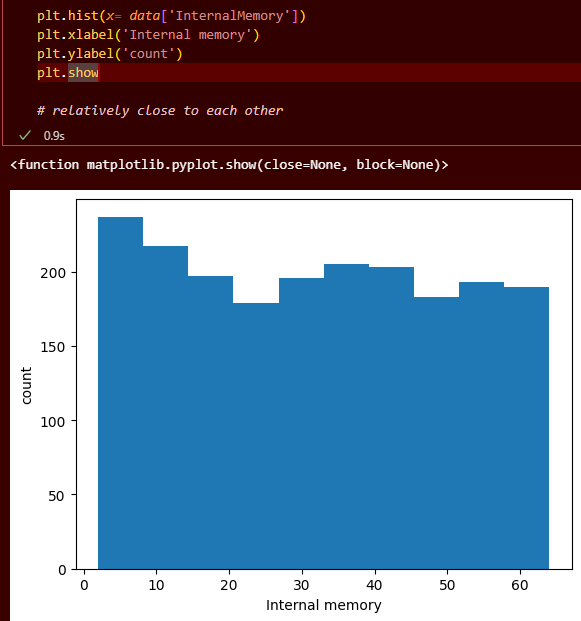 plt.hist(x= data['InternalMemory'])
plt.xlabel('Internal memory')
plt.ylabel('count')
plt.show
# relatively close to each other
0.9s
<function matplotlib.pyplot.show(close=None, block=None)>
200
150
100
50
0
count
0 10 20 30 40 50 60
Internal memory